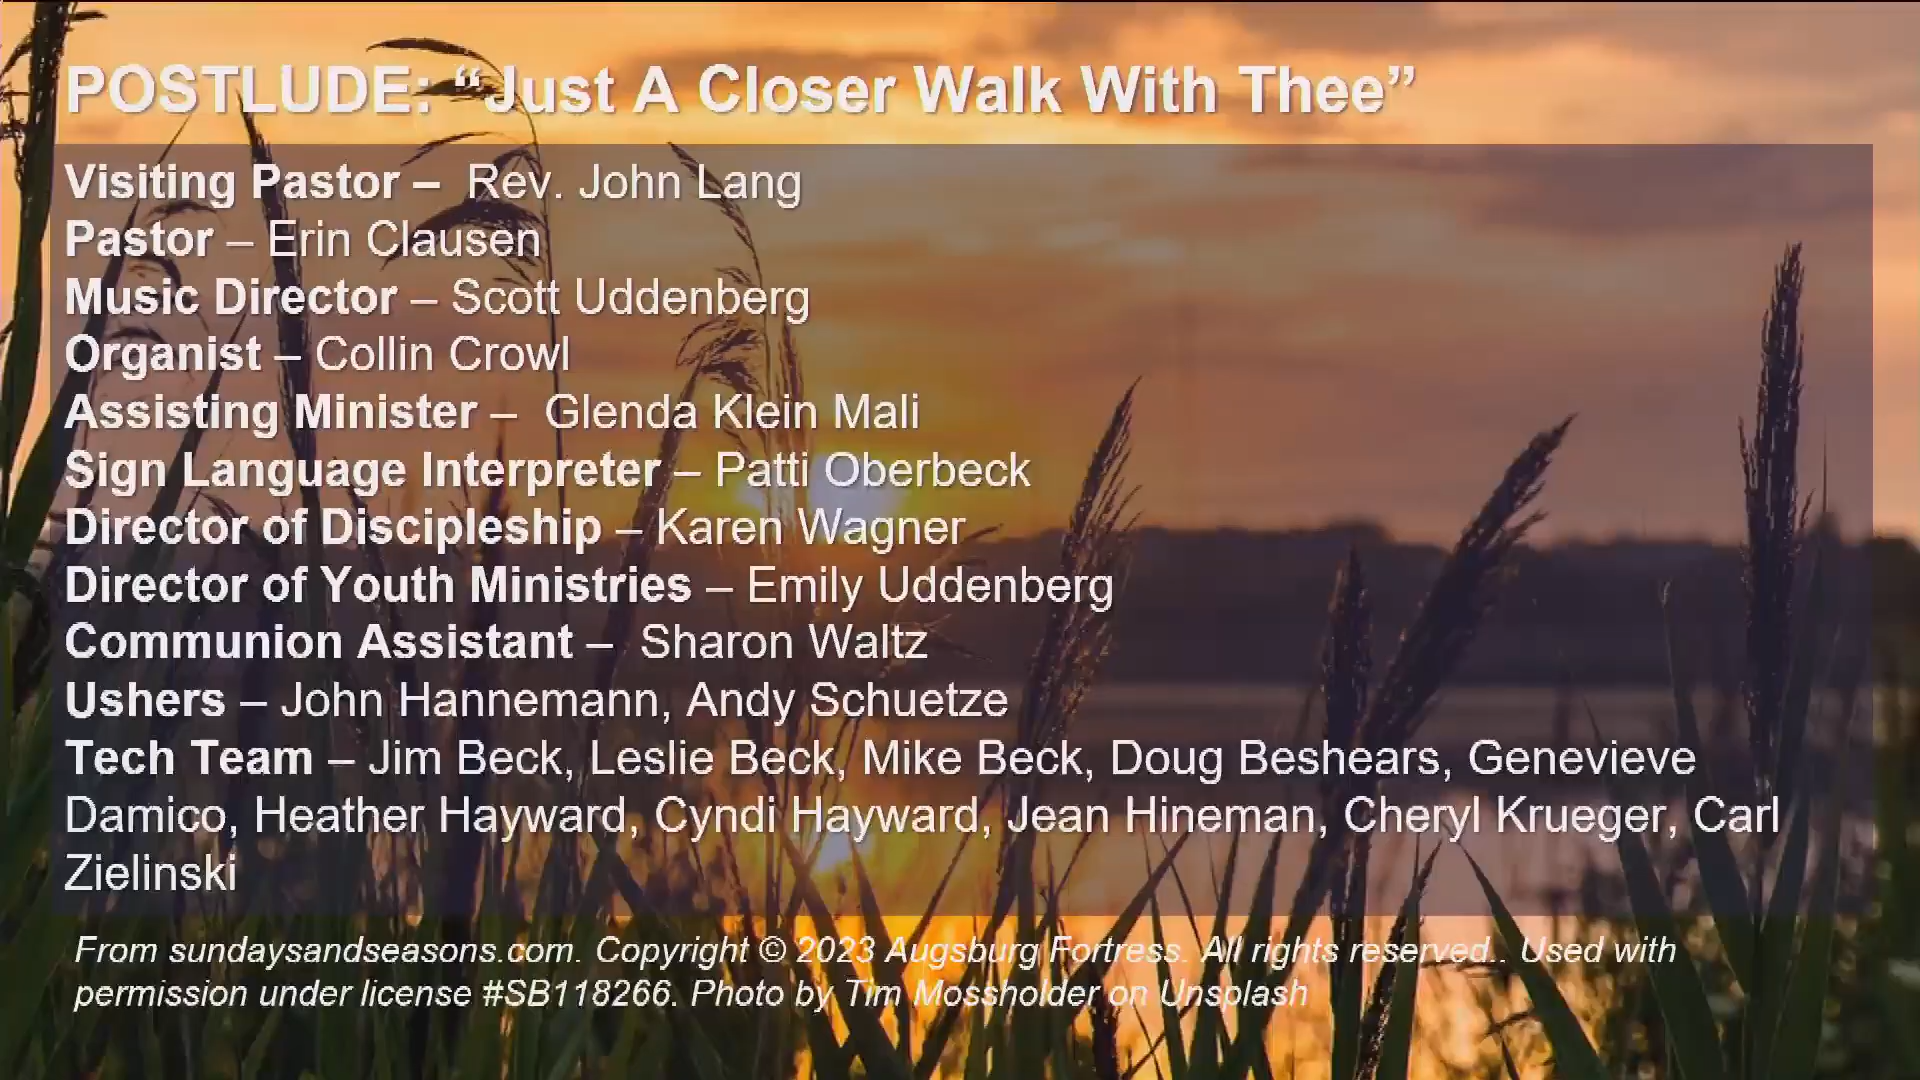 POSTLUDE: “Just A Closer Walk With Thee”
Visiting Pastor –  Rev. John Lang
Pastor – Erin Clausen
Music Director – Scott Uddenberg
Organist – Collin Crowl
Assisting Minister –  Glenda Klein Mali
Sign Language Interpreter – Patti Oberbeck
Director of Discipleship – Karen Wagner
Director of Youth Ministries – Emily Uddenberg
Communion Assistant –  Sharon Waltz
Ushers – John Hannemann, Andy Schuetze
Tech Team – Jim Beck, Leslie Beck, Mike Beck, Doug Beshears, Genevieve
Damico, Heather Hayward, Cyndi Hayward, Jean Hineman, Cheryl Krueger, Carl
Zielinski
From sundaysandseasons.com. Copyright © 2023 Augsburg Fortress. All rights reserved.. Used with
permission under license #SB118266. Photo by Tim Mossholder on Unsplash